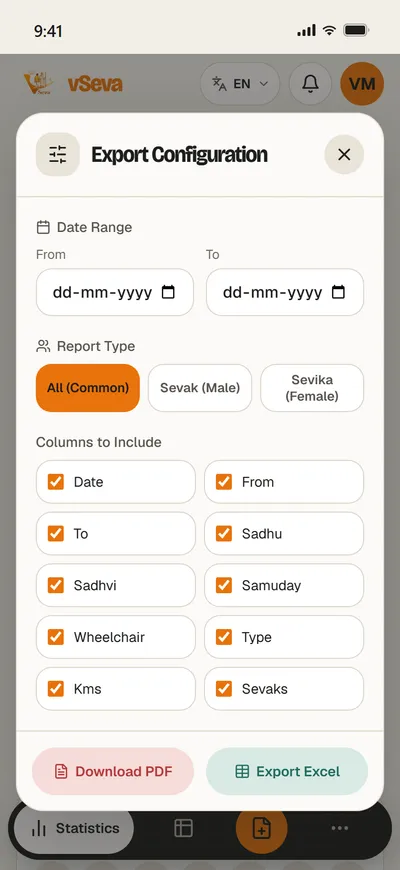 9:41
vSeva
EN
VM
Export Configuration
Date Range
From
To
dd-mm-yyyy
dd-mm-yyyy
Report Type
All (Common)
Sevak (Male)
Sevika
(Female)
Columns to Include
Date
From
To
Sadhu
Sadhvi
Samuday
Wheelchair
Type
Kms
Sevaks
Download PDF
Export Excel
Statistics